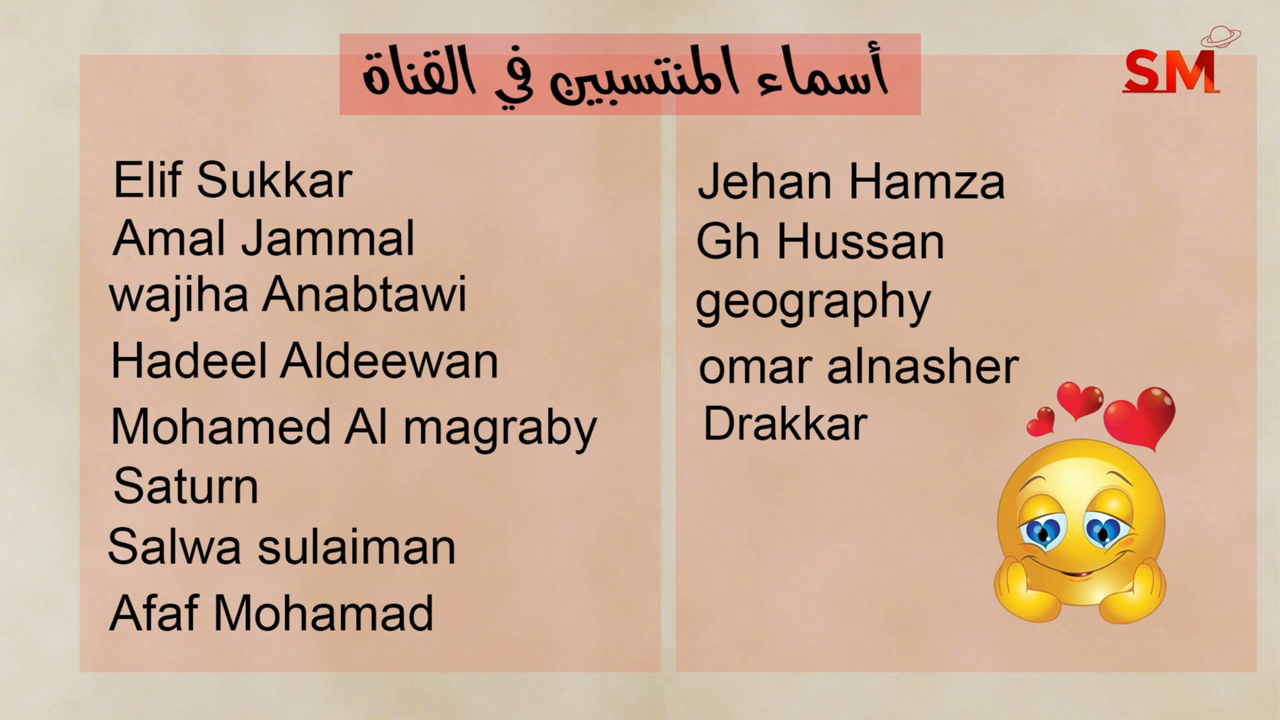 أسماء المنتسبين في القناة
SM
Elif Sukkar
Amal Jammal
wajiha Anabtawi
Hadeel Aldeewan
Mohamed Al magraby
Saturn
Salwa sulaiman
Afaf Mohamad
Jehan Hamza
Gh Hussan
geography
omar alnasher
Drakkar